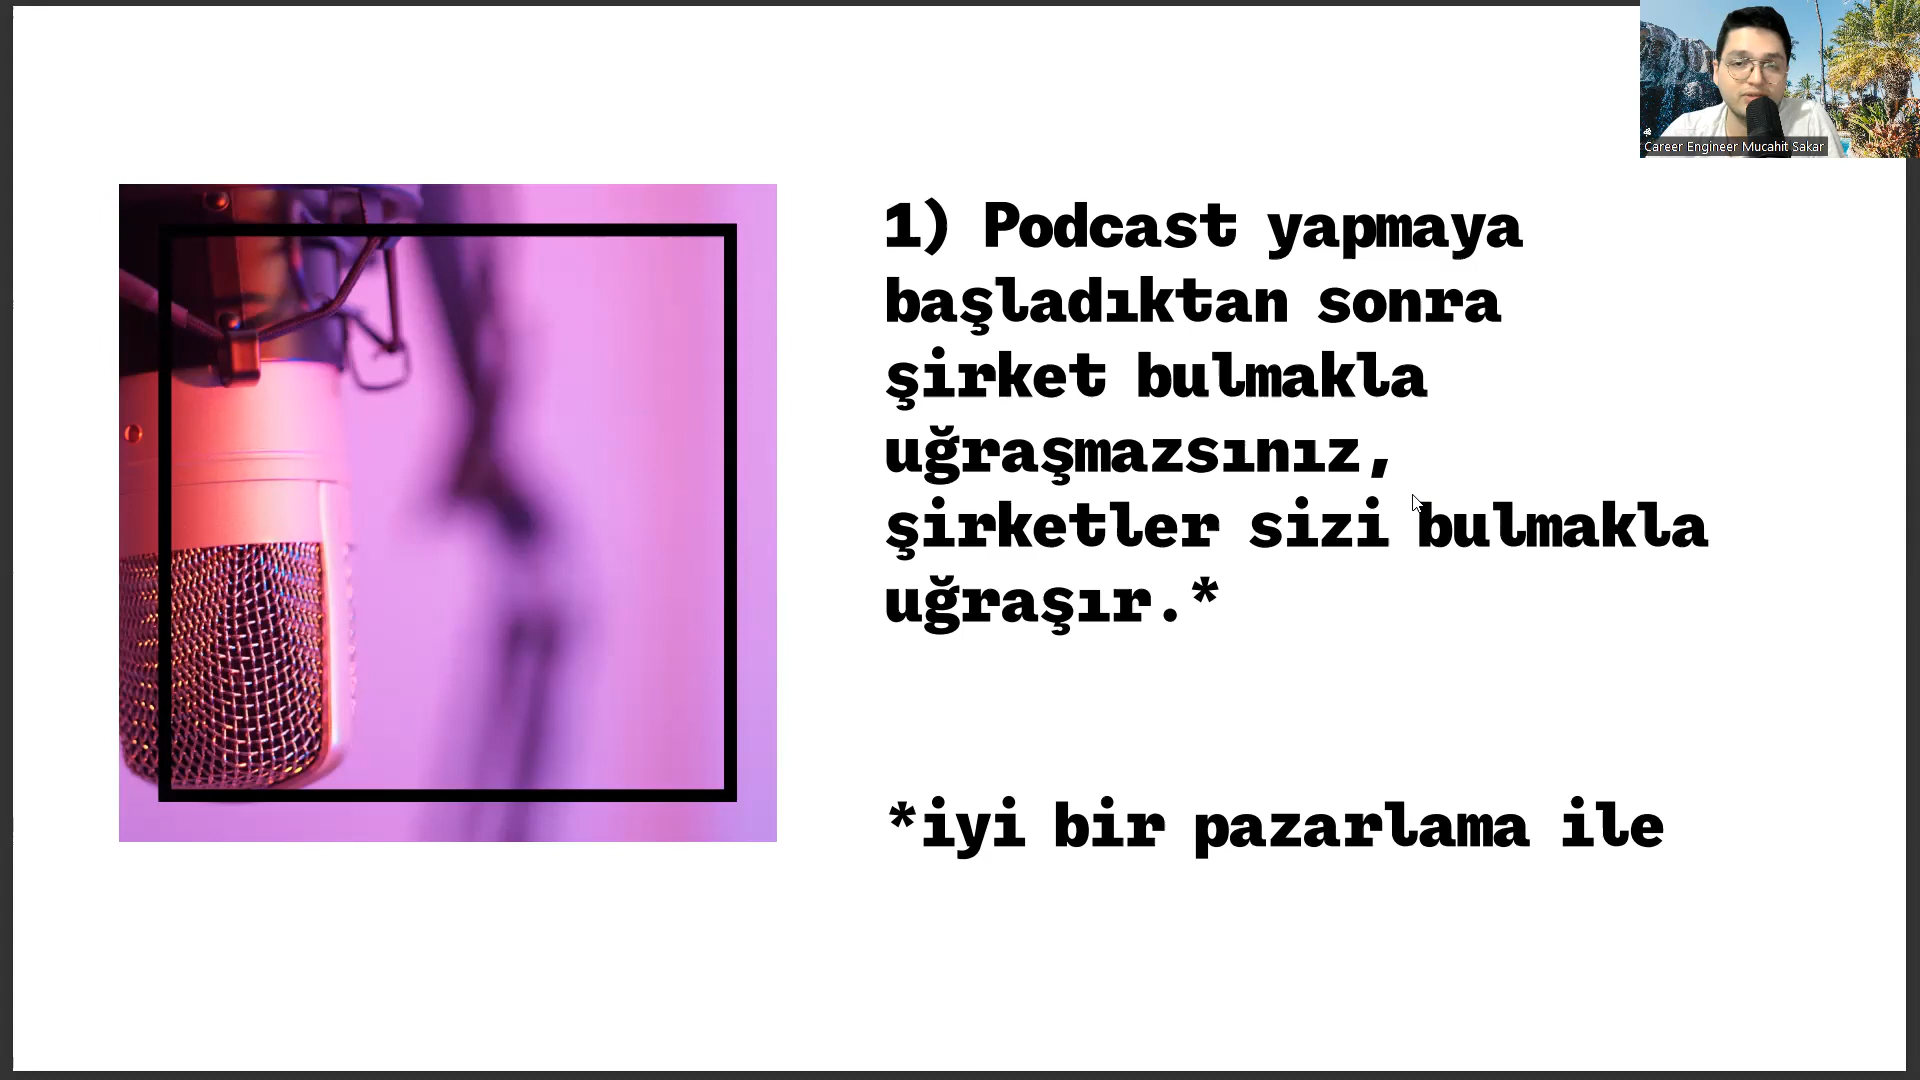 Career Engineer Mucahit Sakar
1) Podcast yapmaya
başladıktan sonra
şirket bulmakla
uğraşmazsınız,
şirketler sizi bulmakla
uğraşır.*
*iyi bir pazarlama ile